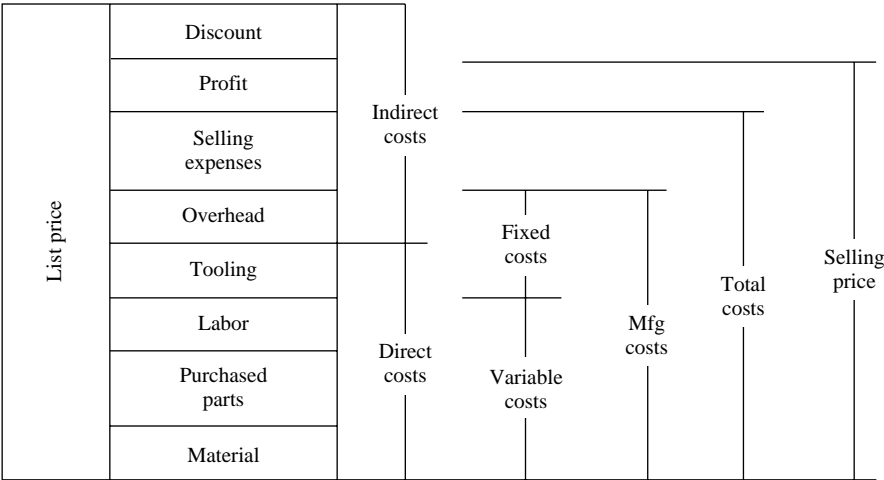 List price
Discount
Profit
Selling
expenses
Overhead
Tooling
Labor
Purchased
parts
Material
Indirect
costs
Direct
costs
Fixed
costs
Variable
costs
Mfg
costs
Total
costs
Selling
price